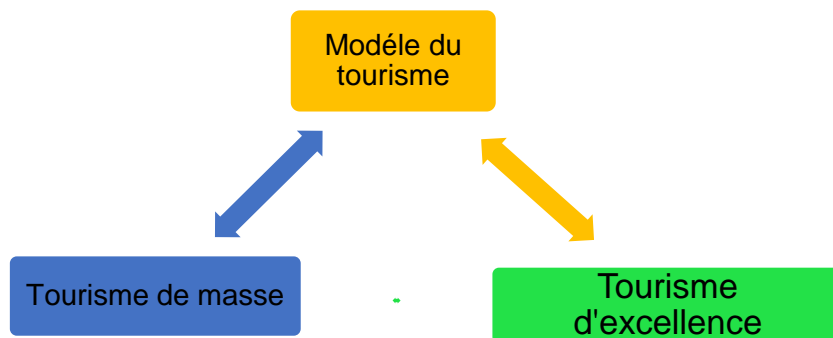 Modéle du
tourisme
Tourisme de masse
Tourisme
d'excellence